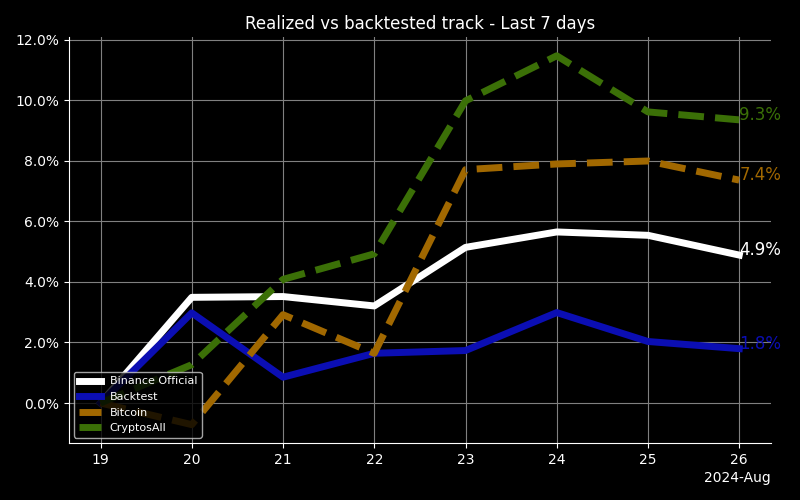 Realized vs backtested track - Last 7 days
12.0%
10.0%
8.0%
6.0%
4.0%
2.0%
0.0%
9.3%
7.4%
4.9%
1.8%
Binance Official
Backtest
Bitcoin
CryptosAll
19 20 21 22 23 24 25 26
2024-Aug